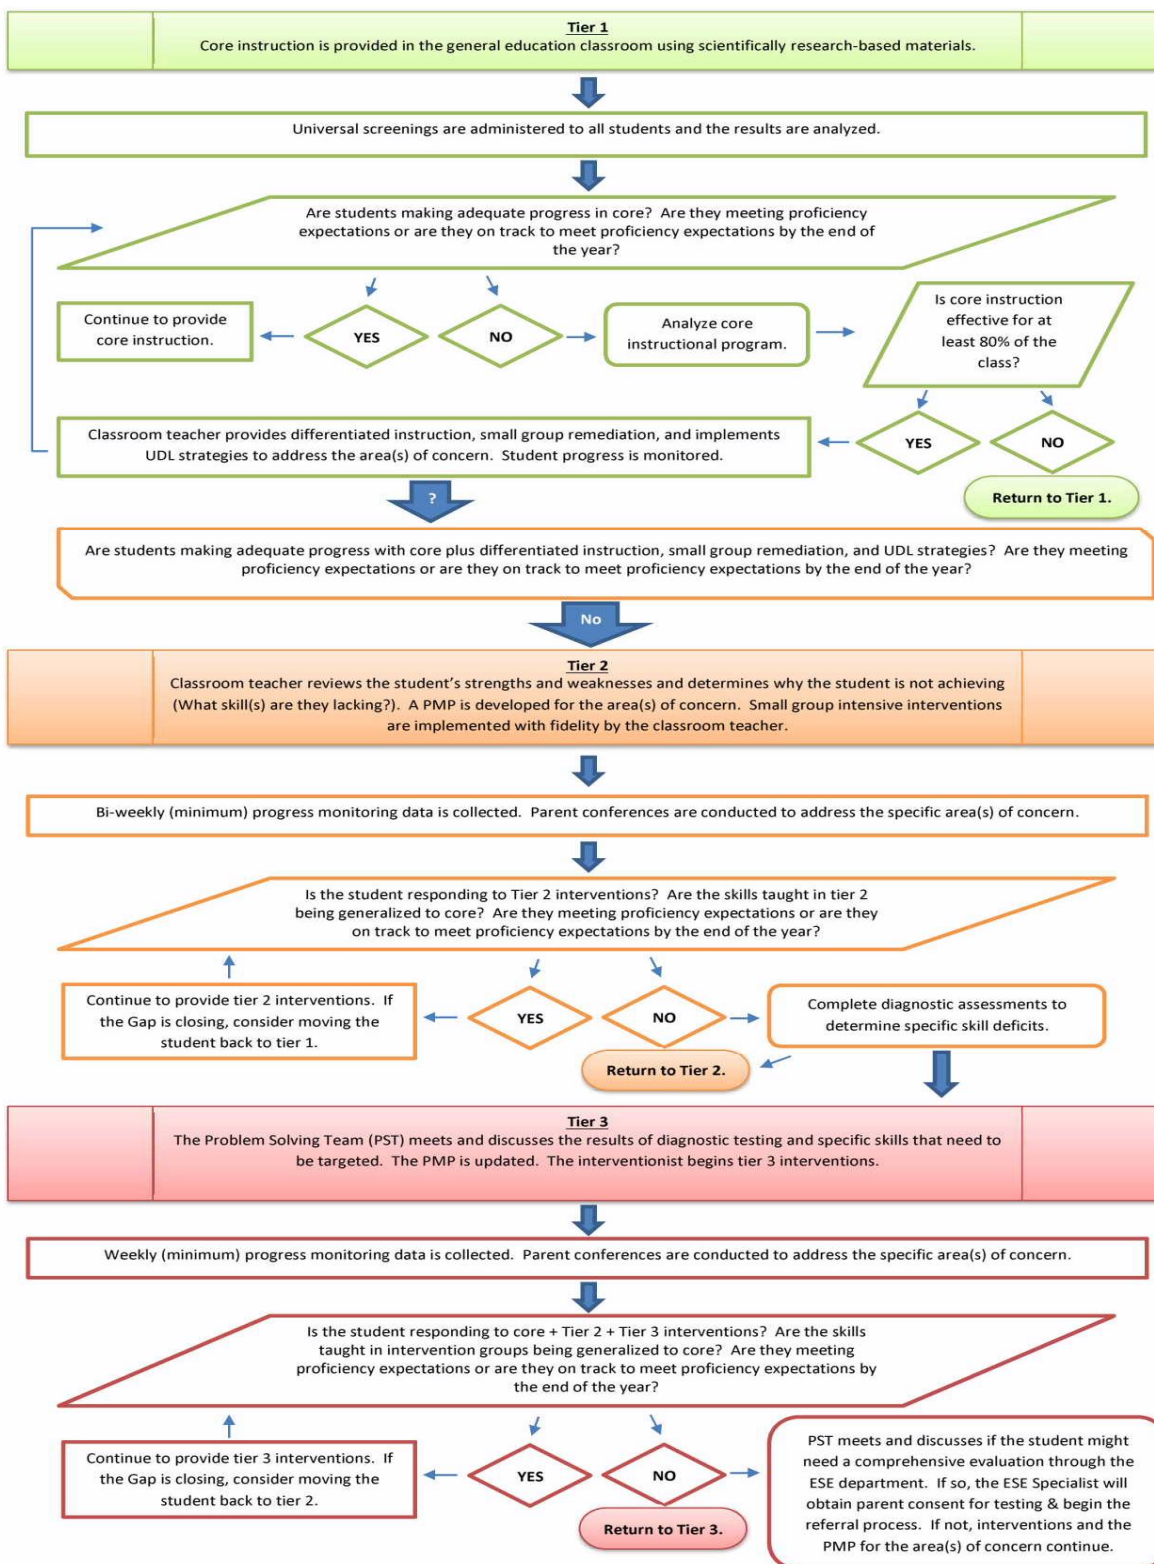 Tier 1
Core instruction is provided in the general education classroom using scientifically research-based materials.
Universal screenings are administered to all students and the results are analyzed.
Are students making adequate progress in core? Are they meeting proficiency
expectations or are they on track to meet proficiency expectations by the end of
the year?
Continue to provide
core instruction.
YES
NO
Analyze core
instructional program.
Is core instruction
effective for at
least 80% of the
class?
Classroom teacher provides differentiated instruction, small group remediation, and implements
UDL strategies to address the area(s) of concern. Student progress is monitored.
YES
NO
Return to Tier 1.
?
Are students making adequate progress with core plus differentiated instruction, small group remediation, and UDL strategies? Are they meeting
proficiency expectations or are they on track to meet proficiency expectations by the end of the year?
No
Tier 2
Classroom teacher reviews the student's strengths and weaknesses and determines why the student is not achieving
(What skill(s) are they lacking?). A PMP is developed for the area(s) of concern. Small group intensive interventions
are implemented with fidelity by the classroom teacher.
Bi-weekly (minimum) progress monitoring data is collected. Parent conferences are conducted to address the specific area(s) of concern.
Is the student responding to Tier 2 interventions? Are the skills taught in tier 2
being generalized to core? Are they meeting proficiency expectations or are they
on track to meet proficiency expectations by the end of the year?
Continue to provide tier 2 interventions. If
the Gap is closing, consider moving the
student back to tier 1.
YES
NO
Complete diagnostic assessments to
determine specific skill deficits.
Return to Tier 2.
Tier 3
The Problem Solving Team (PST) meets and discusses the results of diagnostic testing and specific skills that need to
be targeted. The PMP is updated. The interventionist begins tier 3 interventions.
Weekly (minimum) progress monitoring data is collected. Parent conferences are conducted to address the specific area(s) of concern.
Is the student responding to core + Tier 2 + Tier 3 interventions? Are the skills
taught in intervention groups being generalized to core? Are they meeting
proficiency expectations or are they on track to meet proficiency expectations by
the end of the year?
Continue to provide tier 3 interventions. If
the Gap is closing, consider moving the
student back to tier 2.
YES
NO
Return to Tier 3.
PST meets and discusses if the student might
need a comprehensive evaluation through the
ESE department. If so, the ESE Specialist will
obtain parent consent for testing & begin the
referral process. If not, interventions and the
PMP for the area(s) of concern continue.